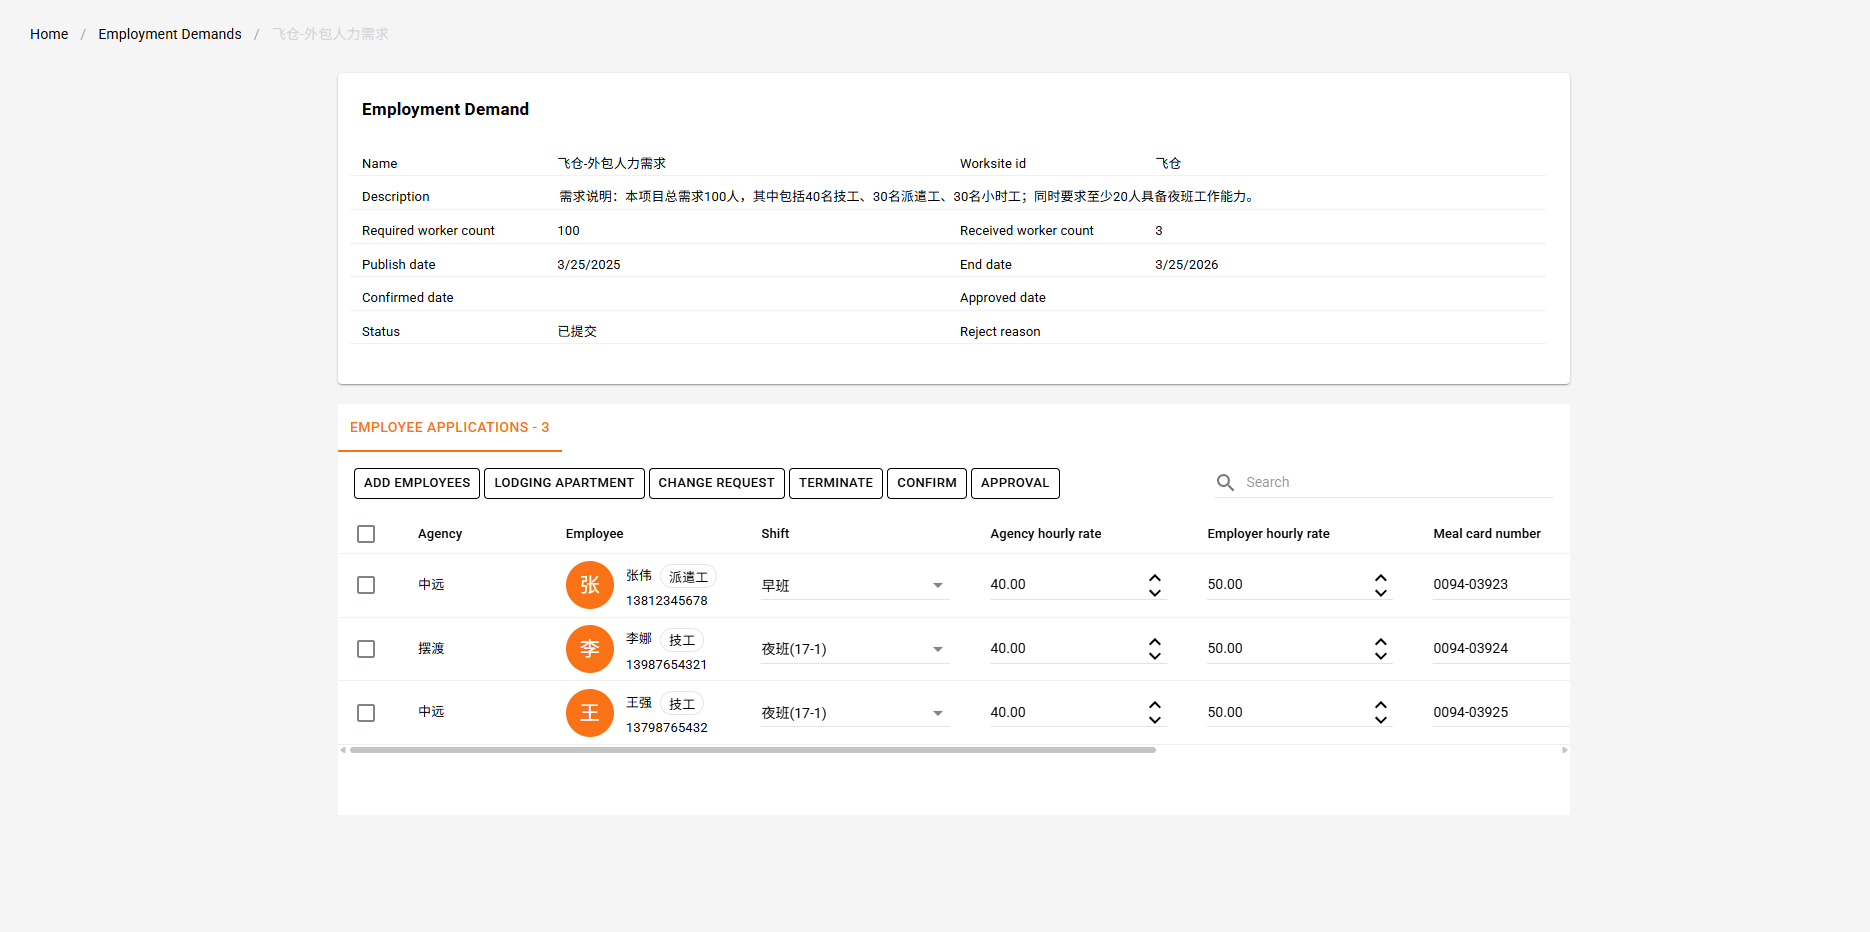 Home / Employment Demands / 飞仓-外包人力需求
Employment Demand
Name 飞仓-外包人力需求 Worksite id 飞仓
Description 需求说明：本项目总需求100人，其中包括40名技工、30名派遣工、30名小时工；同时要求至少20人具备夜班工作能力。
Required worker count 100 Received worker count 3
Publish date 3/25/2025 End date 3/25/2026
Confirmed date Approved date
Status 已提交 Reject reason
EMPLOYEE APPLICATIONS - 3
ADD EMPLOYEES LODGING APARTMENT CHANGE REQUEST TERMINATE CONFIRM APPROVAL Search
Agency Employee Shift Agency hourly rate Employer hourly rate Meal card number
中远 张 张伟 派遣工 13812345678 早班 40.00 50.00 0094-03923
摆渡 李 李娜 技工 13987654321 夜班(17-1) 40.00 50.00 0094-03924
中远 王 王强 技工 13798765432 夜班(17-1) 40.00 50.00 0094-03925